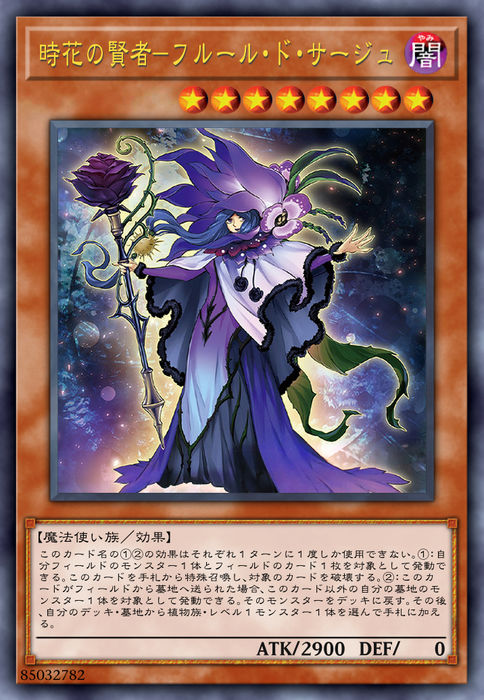 時花の賢者－フルール・ド・サージュ
やみ
闇
【魔法使い族／効果】
このカード名の①②の効果はそれぞれ1ターンに1度しか使用できない。①：自
分フィールドのモンスター1体とフィールドのカード1枚を対象として発動で
きる。このカードを手札から特殊召喚し、対象のカードを破壊する。②：このカ
ードがフィールドから墓地へ送られた場合、このカード以外の自分の墓地のモ
ンスター1体を対象として発動できる。そのモンスターをデッキに戻す。その後
、自分のデッキ・墓地から植物族・レベル1モンスター1体を選んで手札に加え
る。
ATK/2900 DEF/ 0
85032782